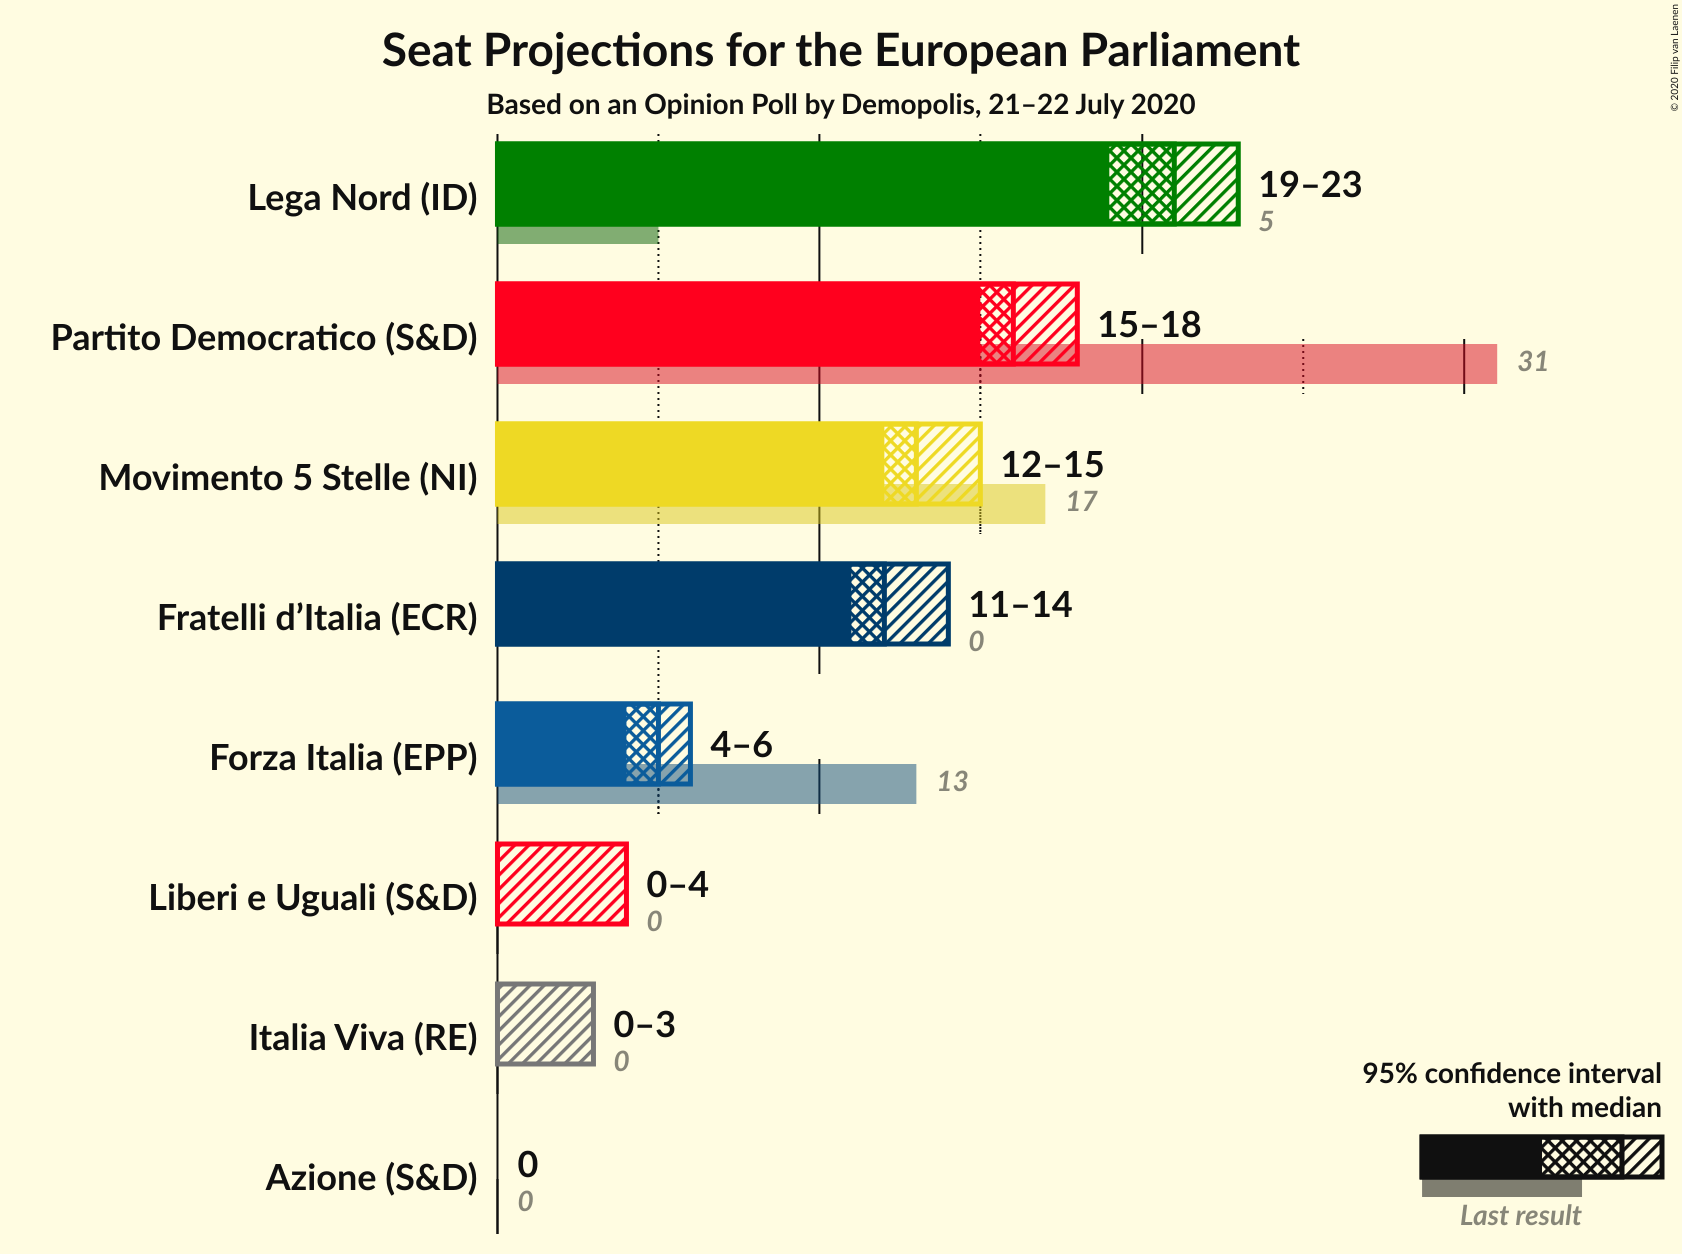 Seat Projections for the European Parliament
Based on an Opinion Poll by Demopolis, 21–22 July 2020
© 2020 Filip van Laenen
Lega Nord (ID)
19–23
5
Partito Democratico (S&D)
15–18
31
Movimento 5 Stelle (NI)
12–15
17
Fratelli d’Italia (ECR)
11–14
0
Forza Italia (EPP)
4–6
13
Liberi e Uguali (S&D)
0–4
0
Italia Viva (RE)
0–3
0
Azione (S&D)
0
0
95% confidence interval
with median
Last result